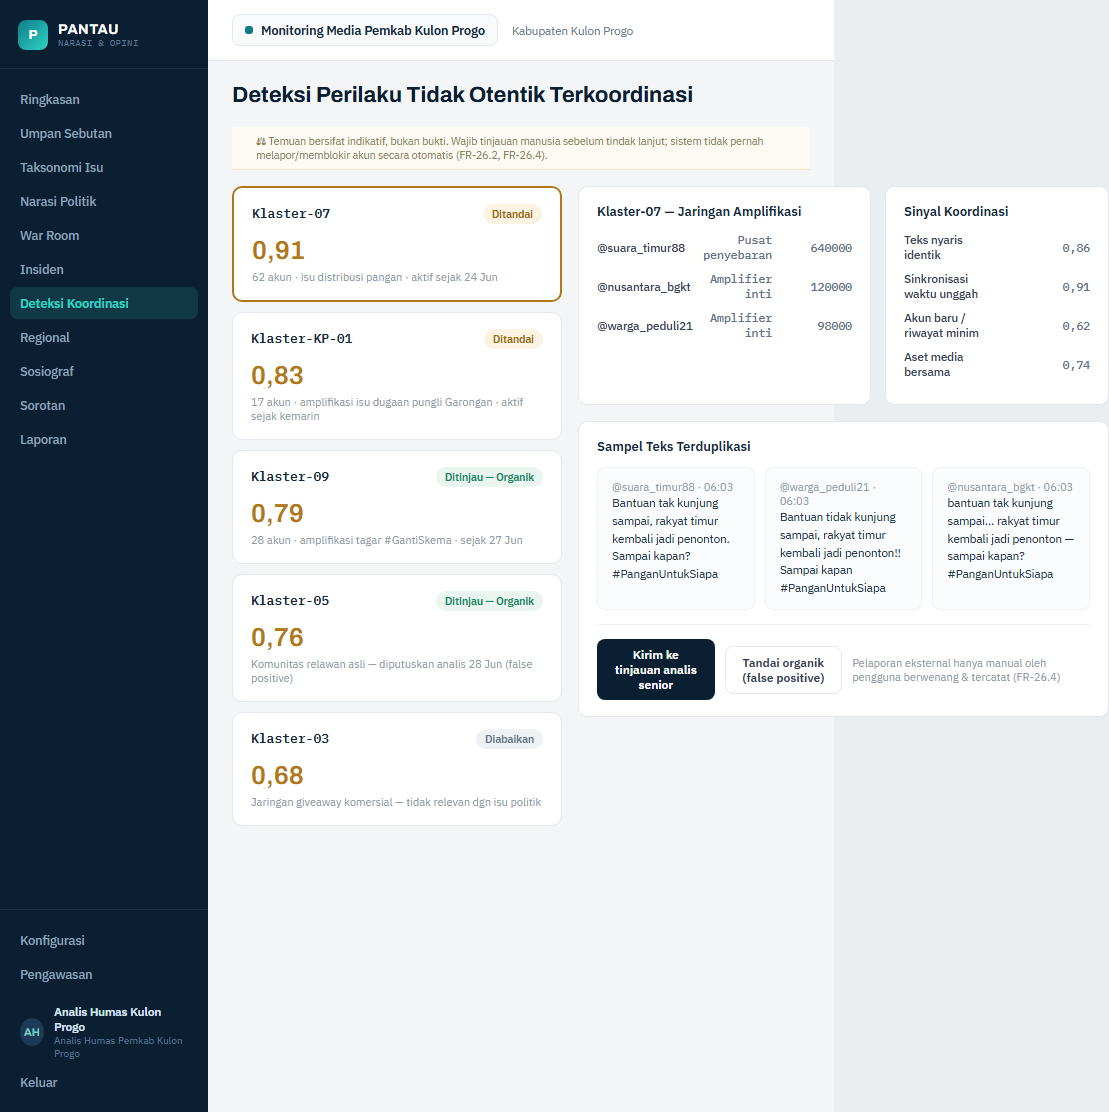 P
PANTAU
NARASI & OPINI
Ringkasan
Umpan Sebutan
Taksonomi Isu
Narasi Politik
War Room
Insiden
Deteksi Koordinasi
Regional
Sosiograf
Sorotan
Laporan
Konfigurasi
Pengawasan
AH
Analis Humas Kulon
Progo
Analis Humas Pemkab Kulon
Progo
Keluar
Monitoring Media Pemkab Kulon Progo
Kabupaten Kulon Progo
Deteksi Perilaku Tidak Otentik Terkoordinasi
⚖ Temuan bersifat indikatif, bukan bukti. Wajib tinjauan manusia sebelum tindak lanjut; sistem tidak pernah
melapor/memblokir akun secara otomatis (FR-26.2, FR-26.4).
Klaster-07
Ditandai
0,91
62 akun · isu distribusi pangan · aktif sejak 24 Jun
Klaster-KP-01
Ditandai
0,83
17 akun · amplifikasi isu dugaan pungli Garongan · aktif
sejak kemarin
Klaster-09
Ditinjau — Organik
0,79
28 akun · amplifikasi tagar #GantiSkema · sejak 27 Jun
Klaster-05
Ditinjau — Organik
0,76
Komunitas relawan asli — diputuskan analis 28 Jun (false
positive)
Klaster-03
Diabaikan
0,68
Jaringan giveaway komersial — tidak relevan dgn isu politik
Klaster-07 — Jaringan Amplifikasi
@suara_timur88
Pusat
penyebaran
640000
@nusantara_bgkt
Amplifier
inti
120000
@warga_peduli21
Amplifier
inti
98000
Sinyal Koordinasi
Teks nyaris
identik
0,86
Sinkronisasi
waktu unggah
0,91
Akun baru /
riwayat minim
0,62
Aset media
bersama
0,74
Sampel Teks Terduplikasi
@suara_timur88 · 06:03
Bantuan tak kunjung
sampai, rakyat timur
kembali jadi penonton.
Sampai kapan?
#PanganUntukSiapa
@warga_peduli21 ·
06:03
Bantuan tidak kunjung
sampai, rakyat timur
kembali jadi penonton!!
Sampai kapan
#PanganUntukSiapa
@nusantara_bgkt · 06:03
bantuan tak kunjung
sampai... rakyat timur
kembali jadi penonton —
sampai kapan?
#PanganUntukSiapa
Kirim ke
tinjauan analis
senior
Tandai organik
(false positive)
Pelaporan eksternal hanya manual oleh
pengguna berwenang & tercatat (FR-26.4)